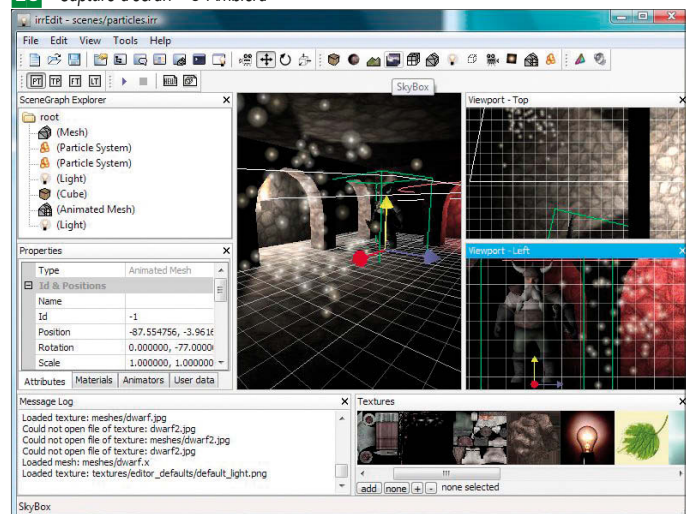 irrEdit - scenes/particles.irr
File Edit View Tools Help
PT TP FT LT
SkyBox
SceneGraph Explorer
root
(Mesh)
(Particle System)
(Particle System)
(Light)
(Cube)
(Animated Mesh)
(Light)
Viewport - Top
Viewport - Left
Properties
Type Animated Mesh
Id & Positions
Name
Id -1
Position -87.554756, -3.9616
Rotation 0.000000, -77.0000
Scale 1.000000, 1.000000
Attributes Materials Animators User data
Message Log
Loaded texture: meshes/dwarf.jpg
Could not open file of texture: dwarf2.jpg
Could not open file of texture: meshes/dwarf2.jpg
Could not open file of texture: dwarf2.jpg
Loaded mesh: meshes/dwarf.x
Loaded texture: textures/editor_defaults/default_light.png
Textures
add none + - none selected
SkyBox